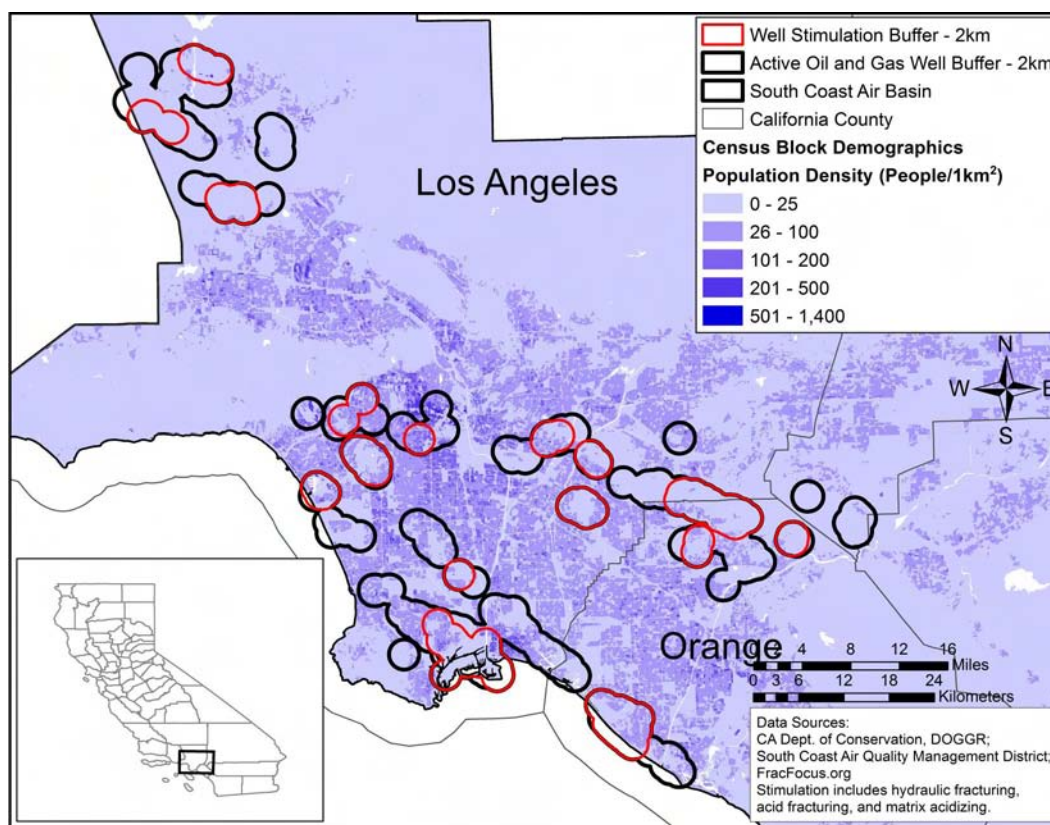 Well Stimulation Buffer - 2km
Active Oil and Gas Well Buffer - 2km
South Coast Air Basin
California County
Census Block Demographics
Population Density (People/1km²)
0 - 25
26 - 100
101 - 200
201 - 500
501 - 1,400
Los Angeles
N
W E
S
Orange
0 2 4 8 12 16
Miles
0 3 6 12 18 24
Kilometers
Data Sources:
CA Dept. of Conservation, DOGGR;
South Coast Air Quality Management District;
FracFocus.org
Stimulation includes hydraulic fracturing,
acid fracturing, and matrix acidizing.